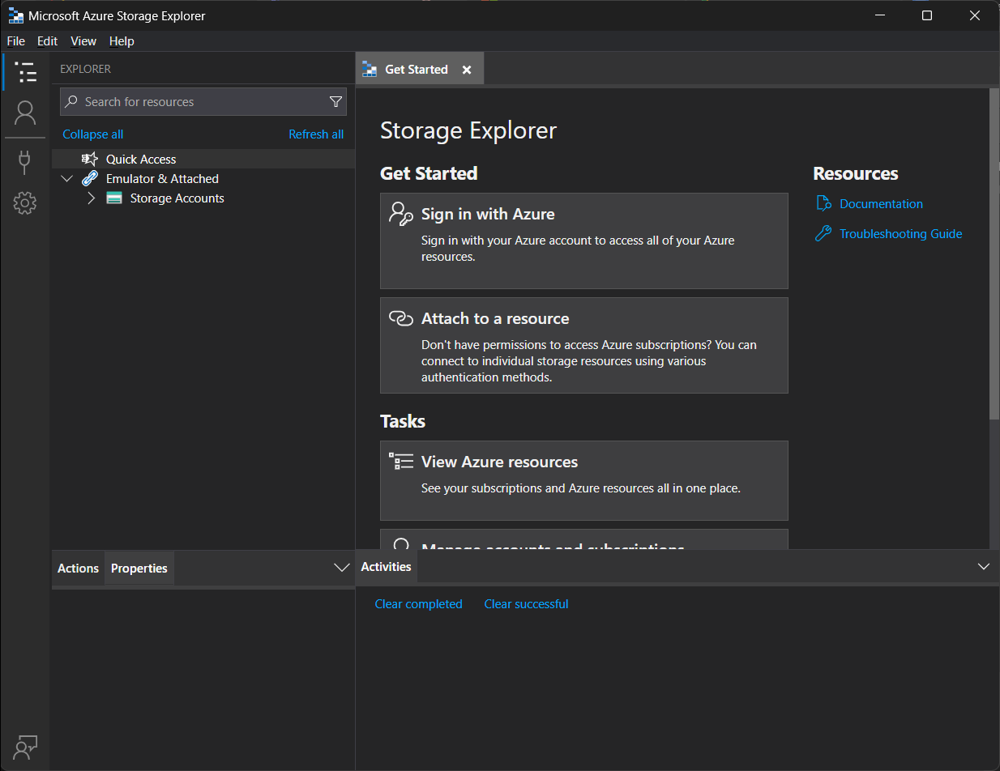 Microsoft Azure Storage Explorer
File Edit View Help
EXPLORER
Search for resources
Collapse all
Refresh all
Quick Access
Emulator & Attached
Storage Accounts
Actions
Properties
Get Started
Storage Explorer
Get Started
Sign in with Azure
Sign in with your Azure account to access all of your Azure
resources.
Attach to a resource
Don't have permissions to access Azure subscriptions? You can
connect to individual storage resources using various
authentication methods.
Tasks
View Azure resources
See your subscriptions and Azure resources all in one place.
Manage accounts and subscriptions
Resources
Documentation
Troubleshooting Guide
Activities
Clear completed
Clear successful